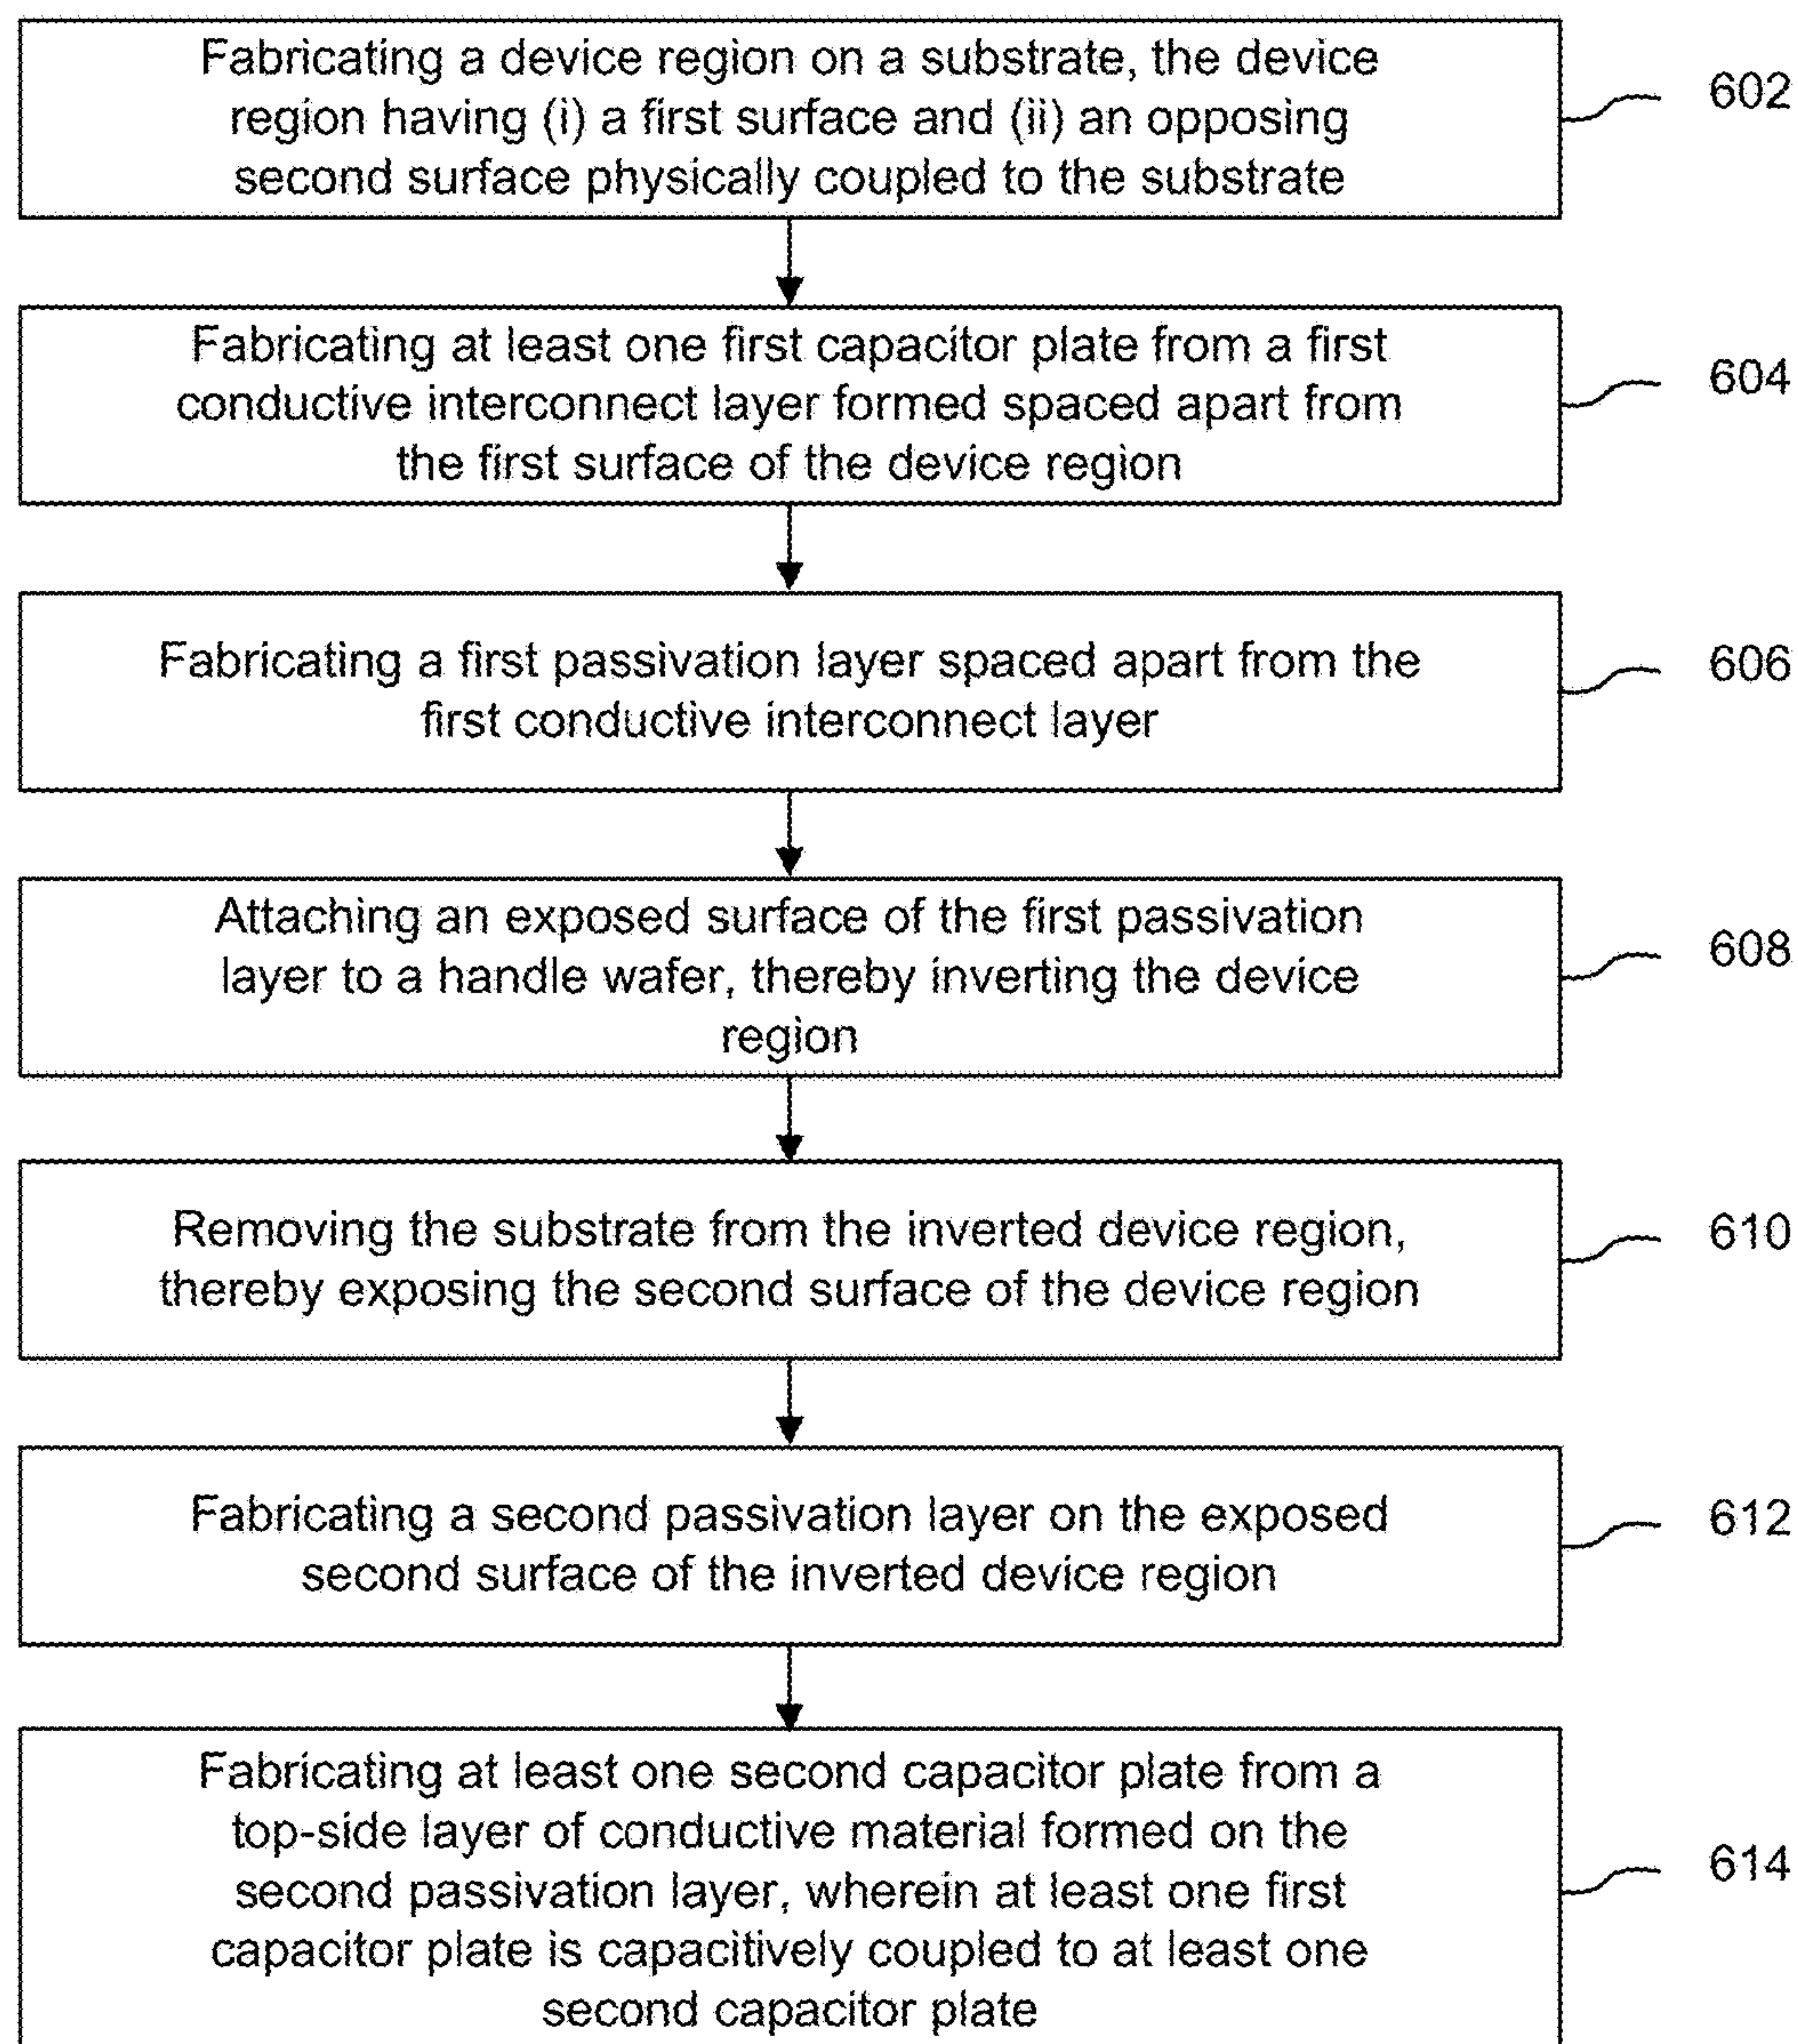 Fabricating a device region on a substrate, the device
region having (i) a first surface and (ii) an opposing
second surface physically coupled to the substrate
602
Fabricating at least one first capacitor plate from a first
conductive interconnect layer formed spaced apart from
the first surface of the device region
604
Fabricating a first passivation layer spaced apart from the
first conductive interconnect layer
606
Attaching an exposed surface of the first passivation
layer to a handle wafer, thereby inverting the device
region
608
Removing the substrate from the inverted device region,
thereby exposing the second surface of the device region
610
Fabricating a second passivation layer on the exposed
second surface of the inverted device region
612
Fabricating at least one second capacitor plate from a
top-side layer of conductive material formed on the
second passivation layer, wherein at least one first
capacitor plate is capacitively coupled to at least one
second capacitor plate
614